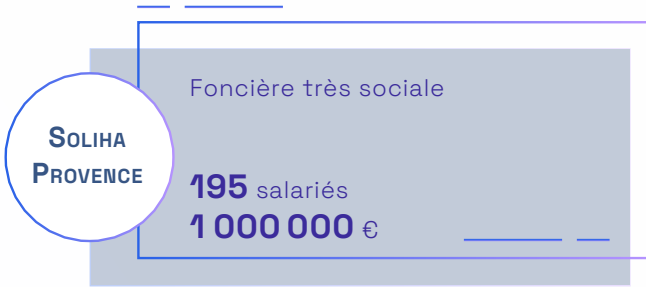 SOLIHA
PROVENCE
Foncière très sociale
195 salariés
1 000 000 €